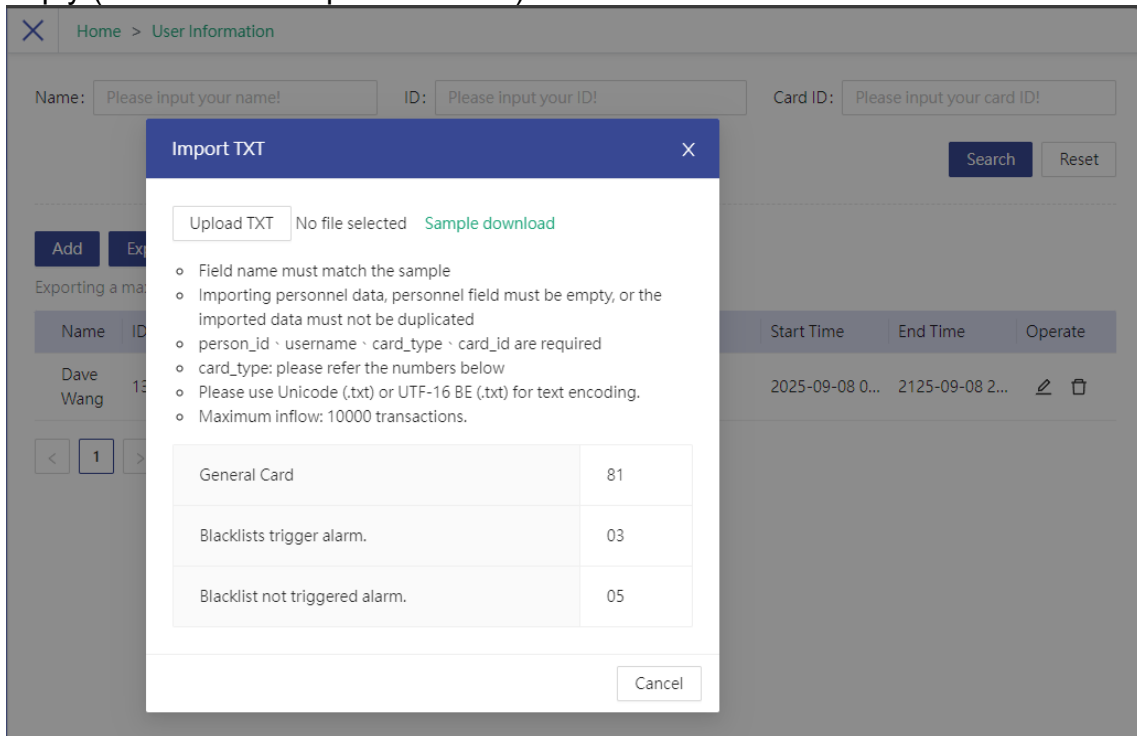 Home > User Information
Name: Please input your name! ID: Please input your ID! Card ID: Please input your card ID!
Import TXT X
Search Reset
Upload TXT No file selected Sample download
Add
Field name must match the sample
Exporting a
Importing personnel data, personnel field must be empty, or the
imported data must not be duplicated
Name ID Start Time End Time Operate
person_id、username、card_type、card_id are required
card_type: please refer the numbers below
Dave
Wang 2025-09-08 0... 2125-09-08 2...
Please use Unicode (.txt) or UTF-16 BE (.txt) for text encoding.
Maximum inflow: 10000 transactions.
< 1 >
General Card 81
Blacklists trigger alarm. 03
Blacklist not triggered alarm. 05
Cancel